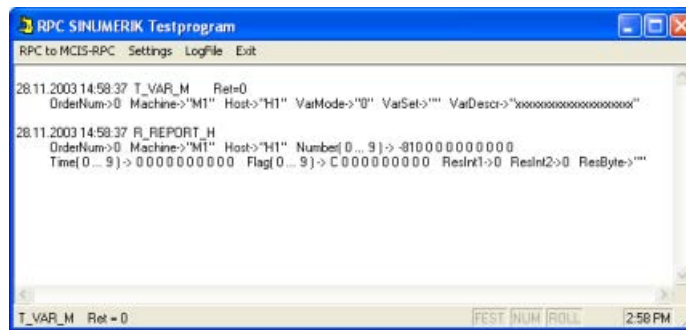 RPC SINUMERIK Testprogram
RPC to MCIS-RPC Settings LogFile Exit
28.11.2003 14:58:37 T_VAR_M Ret=0
OrderNum->0 Machine->"M1" Host->"H1" VarMode->"0" VarSet->"" VarDescr->"xxxxxxxxxxxxxxxxxxxxxx"
28.11.2003 14:58:37 R_REPORT_H
OrderNum->0 Machine->"M1" Host->"H1" Number( 0 ... 9 ) -> -810 0 0 0 0 0 0 0 0 0
Time( 0 ... 9 ) -> 0 0 0 0 0 0 0 0 0 0 Flag( 0 ... 9 ) -> C 0 0 0 0 0 0 0 0 0 ResInt1->0 ResInt2->0 ResByte->""
T_VAR_M Ret = 0
FEST NUM ROLL 2:58 PM